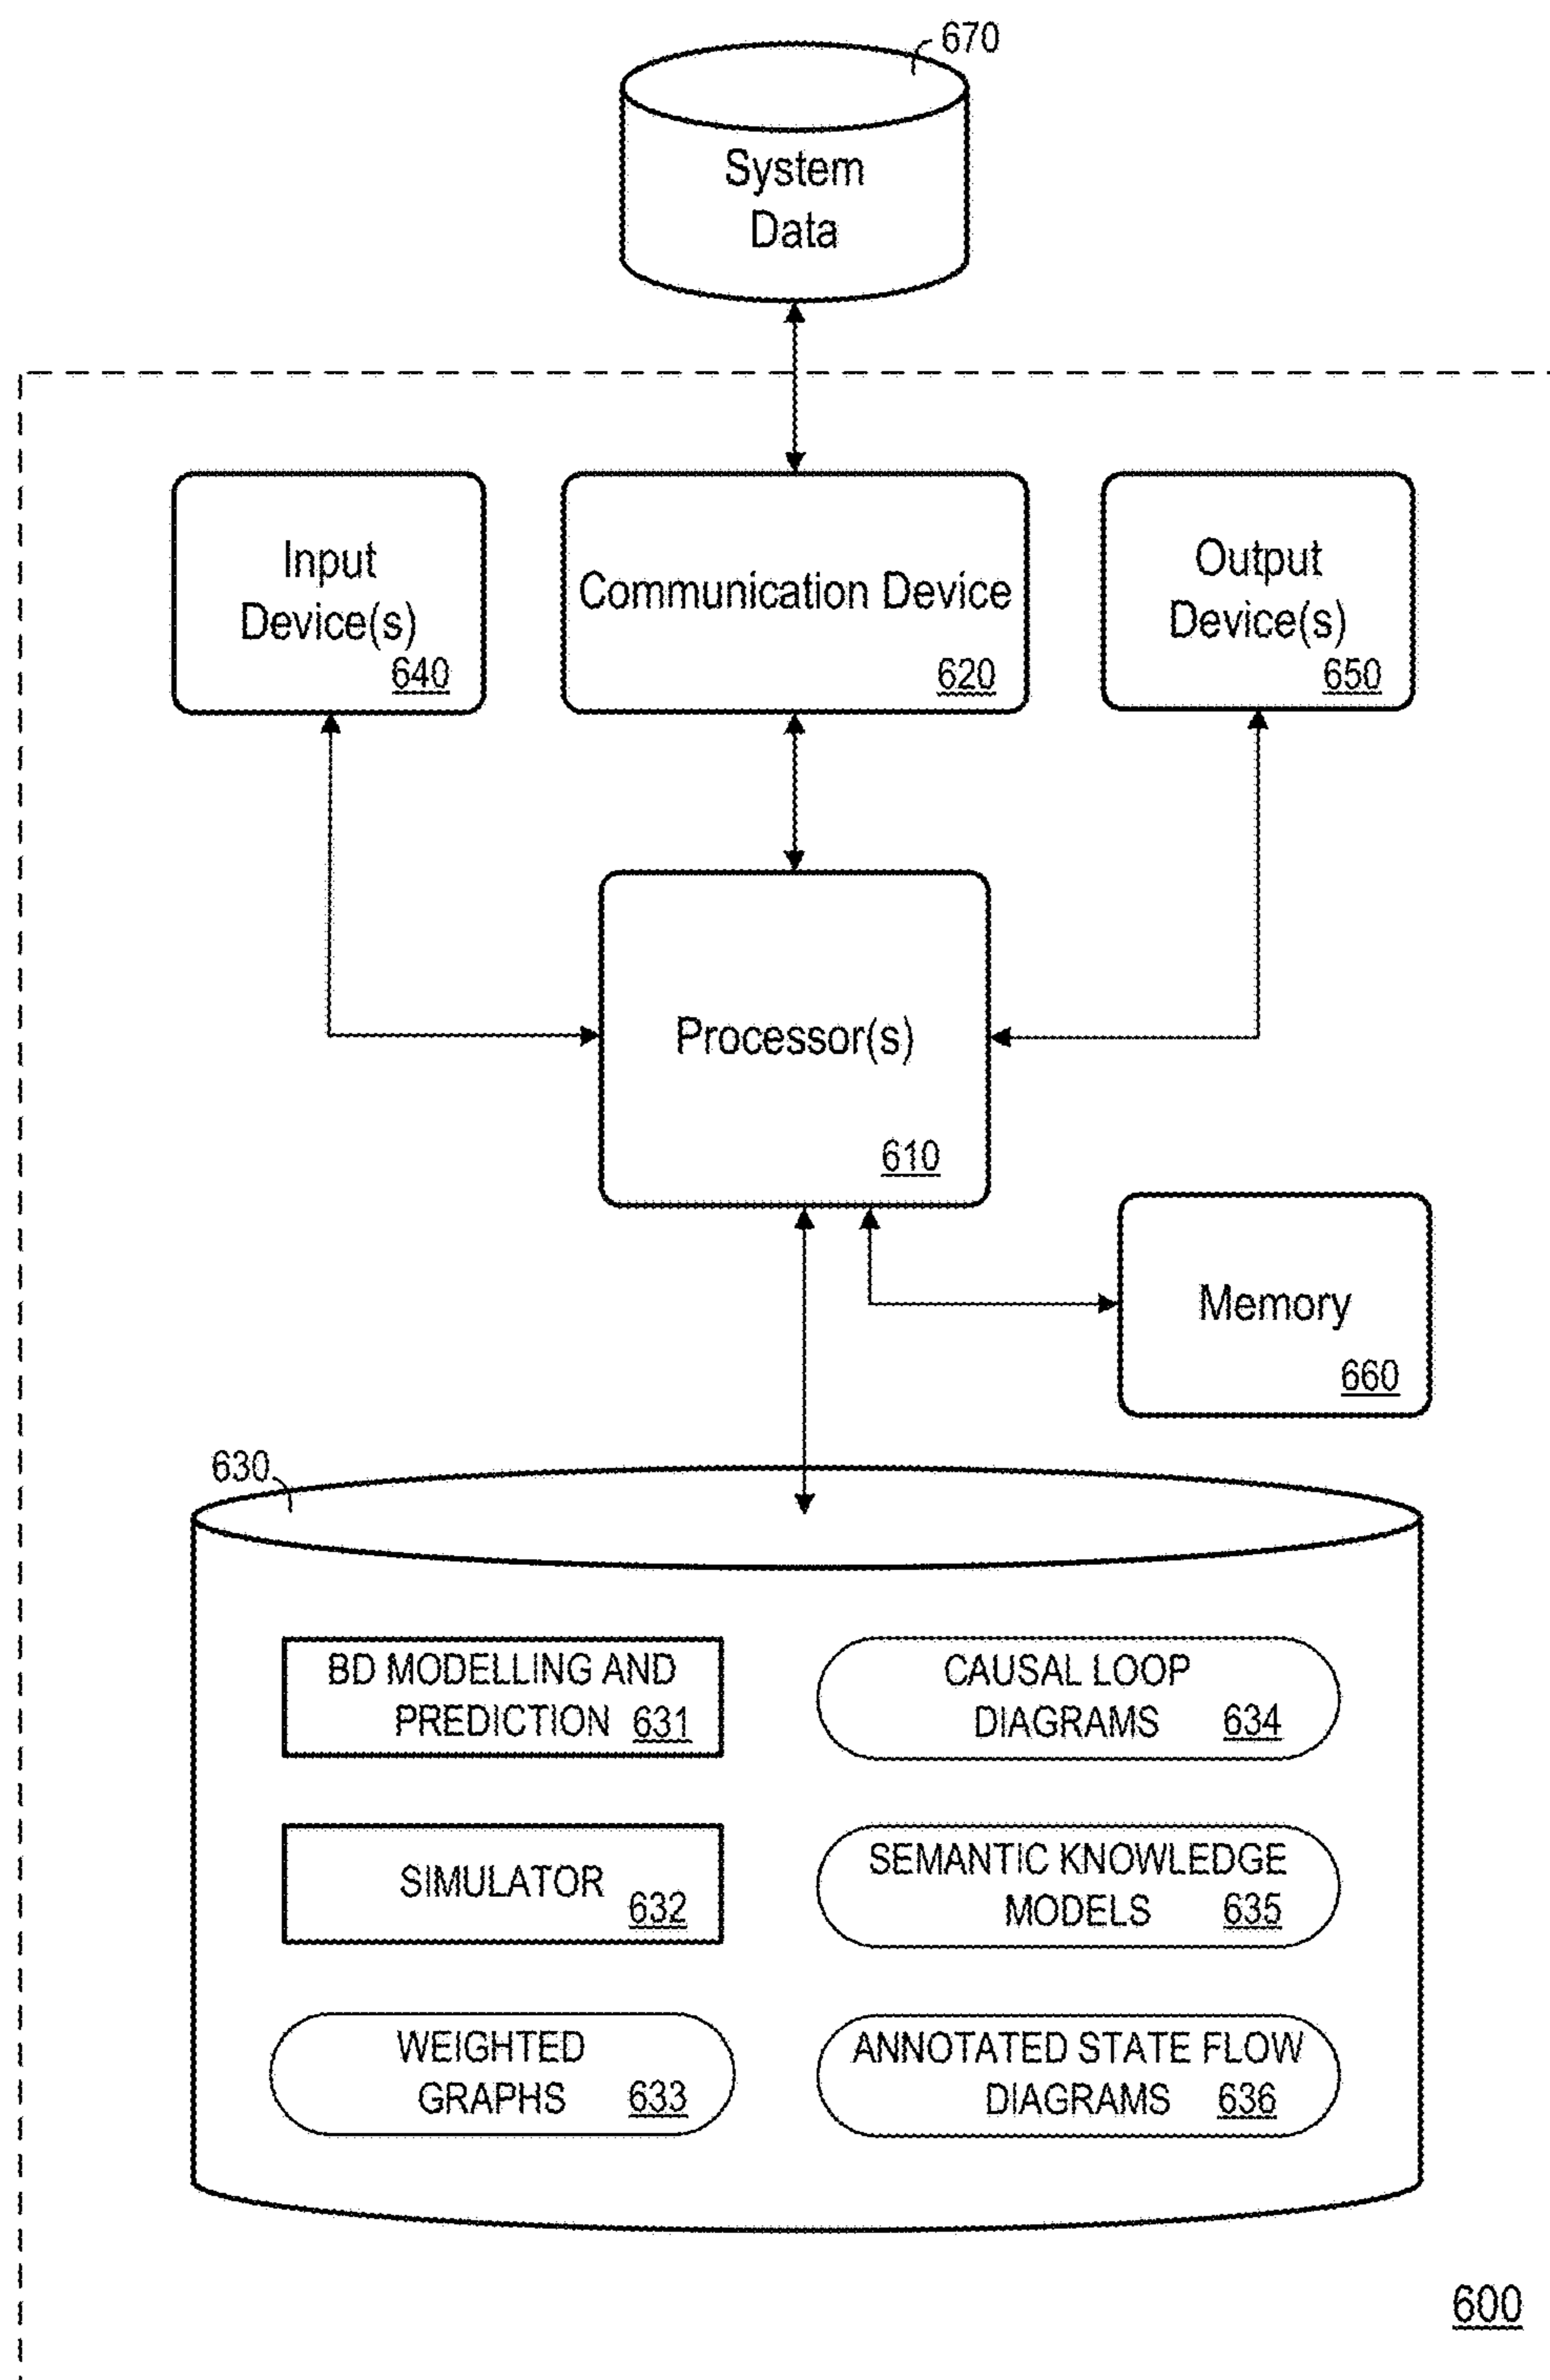 670
System
Data
Input
Device(s)
640
Communication Device
620
Output
Device(s)
650
Processor(s)
610
Memory
660
630
BD MODELLING AND
PREDICTION 631
CAUSAL LOOP
DIAGRAMS 634
SIMULATOR
632
SEMANTIC KNOWLEDGE
MODELS 635
WEIGHTED
GRAPHS 633
ANNOTATED STATE FLOW
DIAGRAMS 636
600